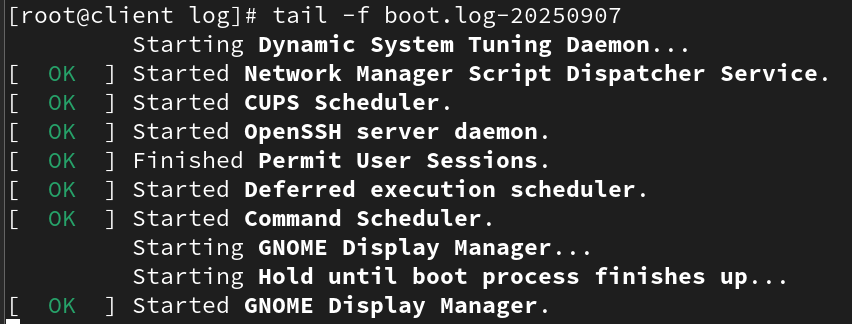 [root@client log]# tail -f boot.log-20250907
         Starting Dynamic System Tuning Daemon...
[  OK  ] Started Network Manager Script Dispatcher Service.
[  OK  ] Started CUPS Scheduler.
[  OK  ] Started OpenSSH server daemon.
[  OK  ] Finished Permit User Sessions.
[  OK  ] Started Deferred execution scheduler.
[  OK  ] Started Command Scheduler.
         Starting GNOME Display Manager...
         Starting Hold until boot process finishes up...
[  OK  ] Started GNOME Display Manager.